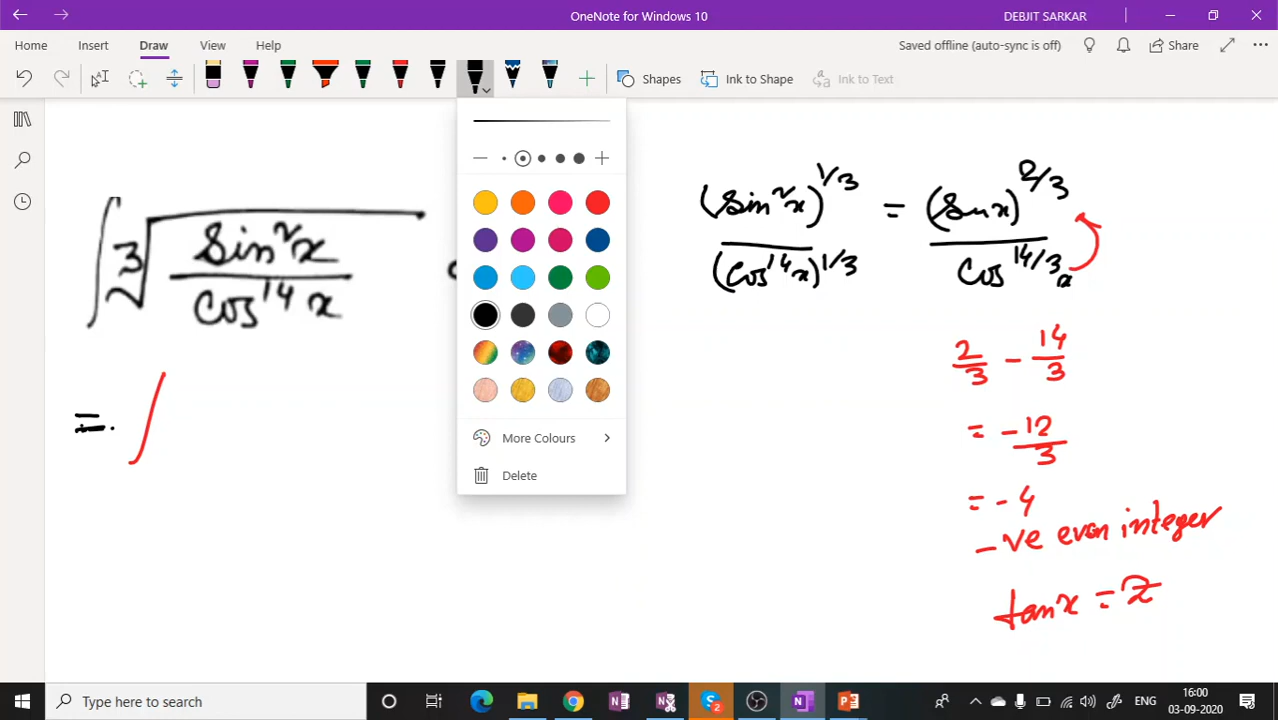 OneNote for Windows 10
DEBJIT SARKAR
Home Insert Draw View Help
Saved offline (auto-sync is off)
Share
Shapes
Ink to Shape
Ink to Text
∫ ∛(sin²x / cos¹⁴x)
(sin²x)^1/3 / (cos¹⁴x)^1/3 = (sin x)^2/3 / cos^14/3 x
= ∫
2/3 - 14/3
= -12/3
= -4
-ve even integer
tan x = z
More Colours
Delete
Type here to search
2
ENG
16:00
03-09-2020